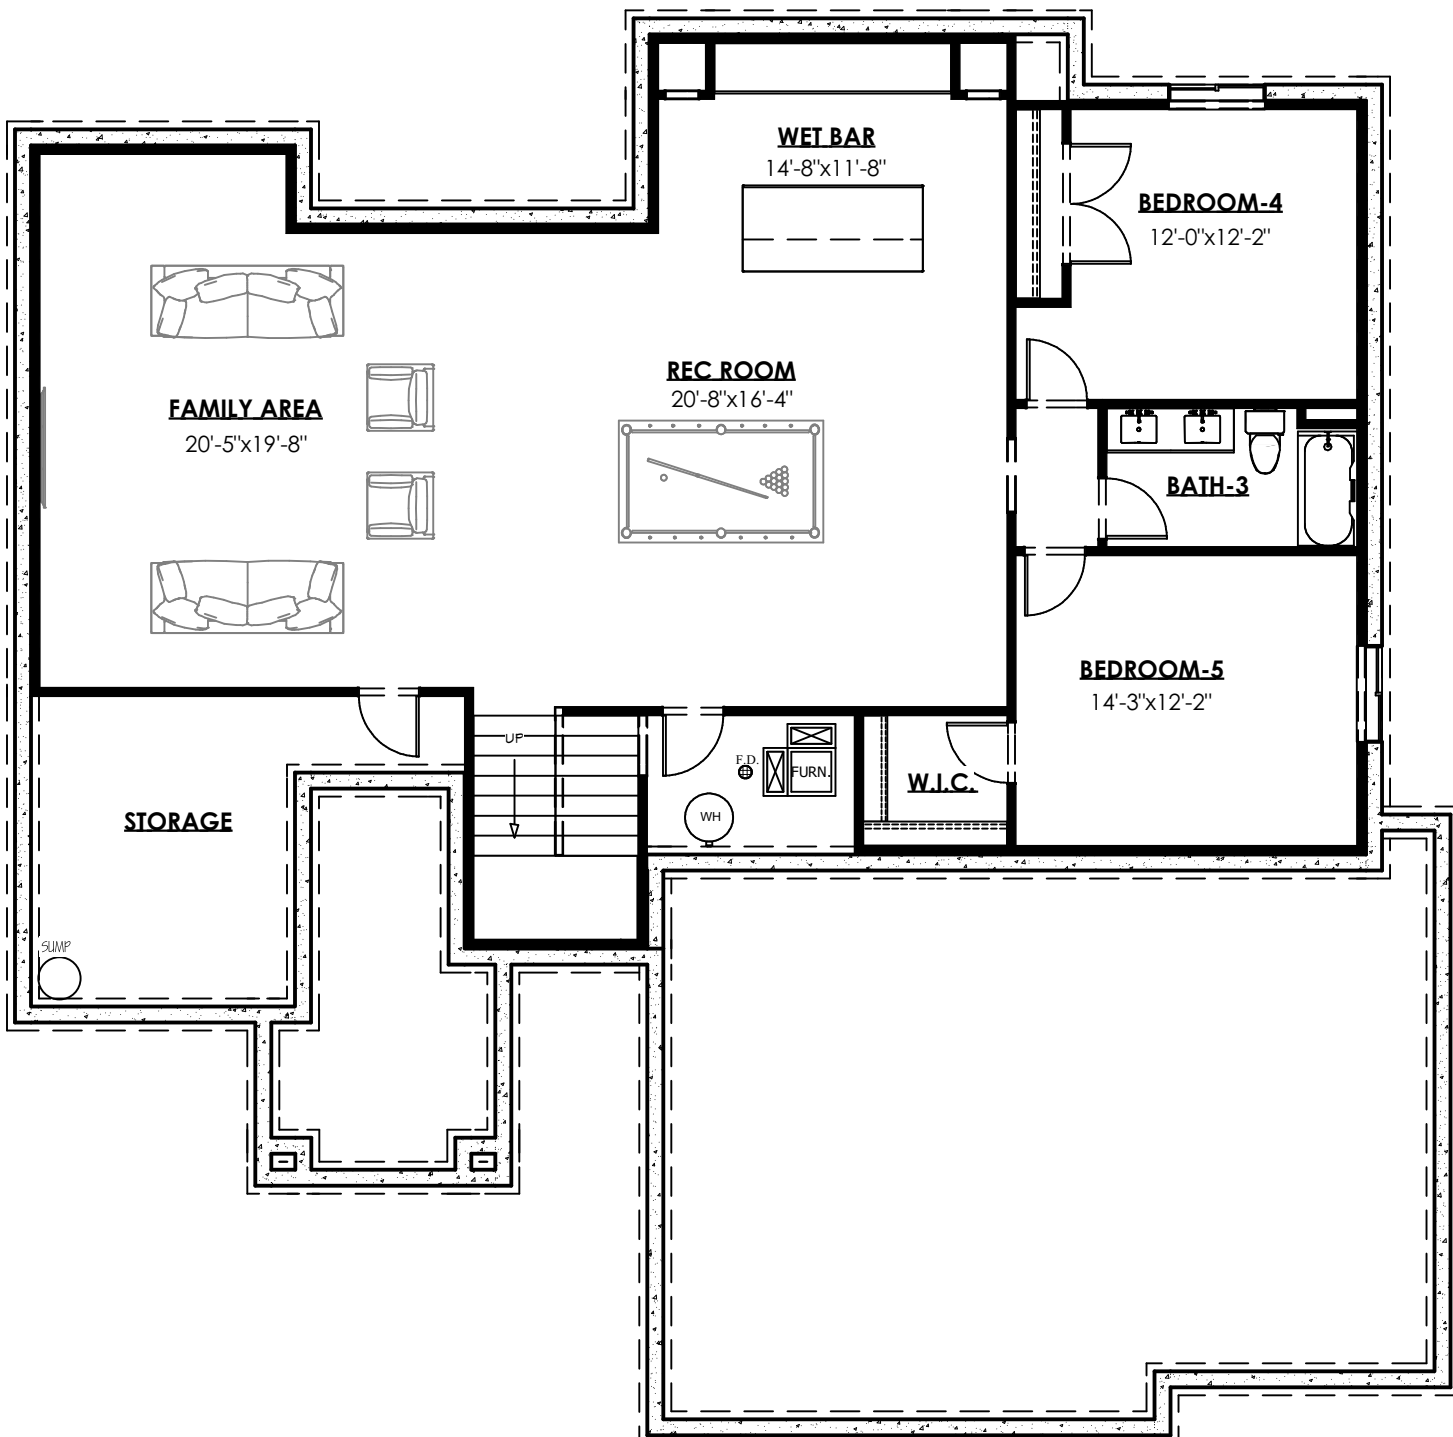 WET BAR
14'-8"x11'-8"
BEDROOM-4
12'-0"x12'-2"
REC ROOM
20'-8"x16'-4"
FAMILY AREA
20'-5"x19'-8"
BATH-3
BEDROOM-5
14'-3"x12'-2"
UP
F.D.
FURN.
W.I.C.
WH
STORAGE
SUMP